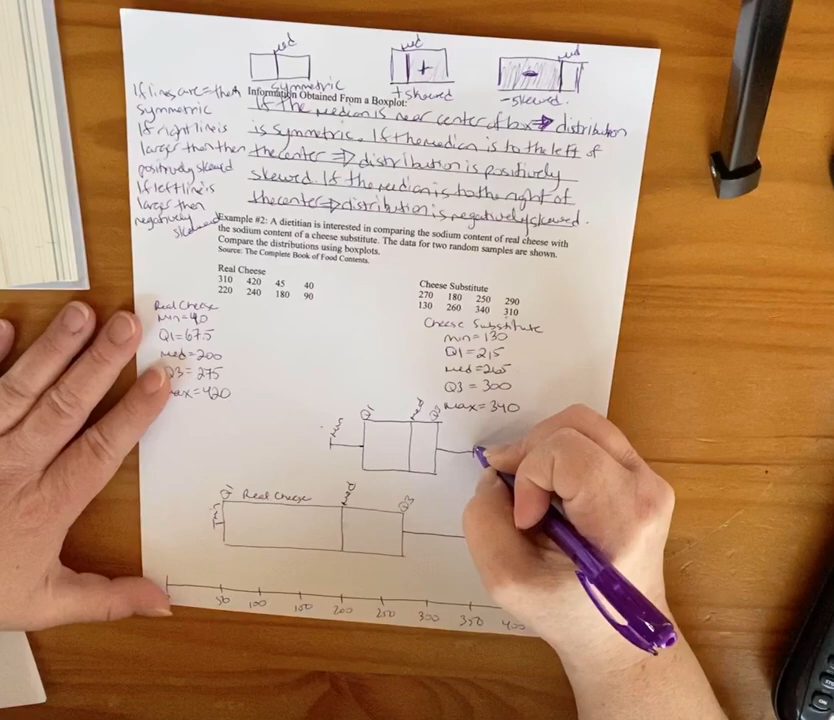 med
med
med
symmetric
+ skewed
- skewed.
Information Obtained From a Boxplot:
If lines are = then
symmetric
If right line is
larger then then
positively skewed
If left line is
larger then
negatively
skewed
If the median is near center of box ⇒ distribution
is symmetric. If the median is to the left of
the center ⇒ distribution is positively
skewed. If the median is to the right of
the center ⇒ distribution is negatively skewed.
Example #2: A dietitian is interested in comparing the sodium content of real cheese with
the sodium content of a cheese substitute. The data for two random samples are shown.
Compare the distributions using boxplots.
Source: The Complete Book of Food Contents.
Real Cheese
310 420 45 40
220 240 180 90
Cheese Substitute
270 180 250 290
130 260 340 310
Real Cheese
Min = 40
Q1 = 67.5
med = 200
Q3 = 275
max = 420
Cheese Substitute
min = 130
Q1 = 215
med = 265
Q3 = 300
max = 340
min
Q1
med
Q3
min
Q1
Real Cheese
med
Q3
50 100 150 200 250 300 350 400